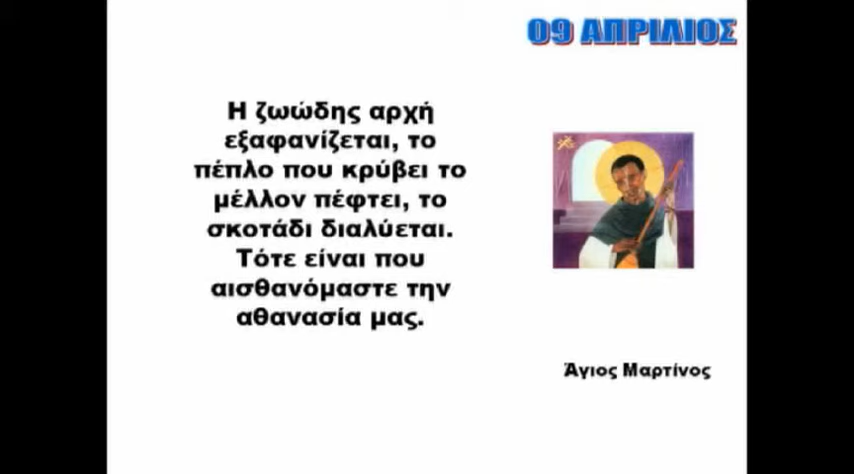 09 ΑΠΡΙΛΙΟΣ
Η ζωώδης αρχή
εξαφανίζεται, το
πέπλο που κρύβει το
μέλλον πέφτει, το
σκοτάδι διαλύεται.
Τότε είναι που
αισθανόμαστε την
αθανασία μας.
Άγιος Μαρτίνος